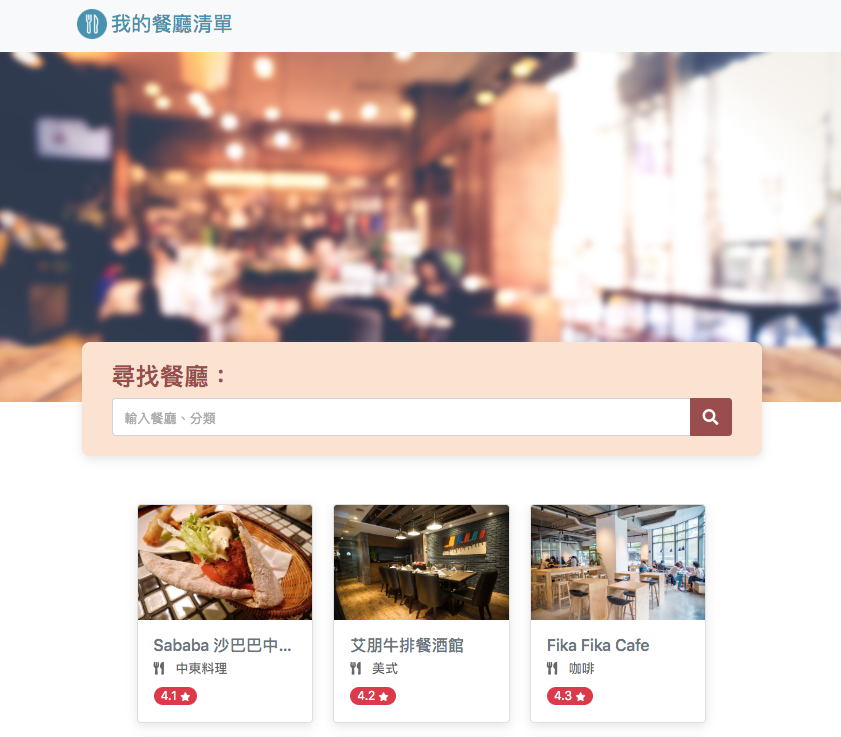 我的餐廳清單
尋找餐廳：
輸入餐廳、分類
Sababa 沙巴巴中...
中東料理
4.1
艾朋牛排餐酒館
美式
4.2
Fika Fika Cafe
咖啡
4.3